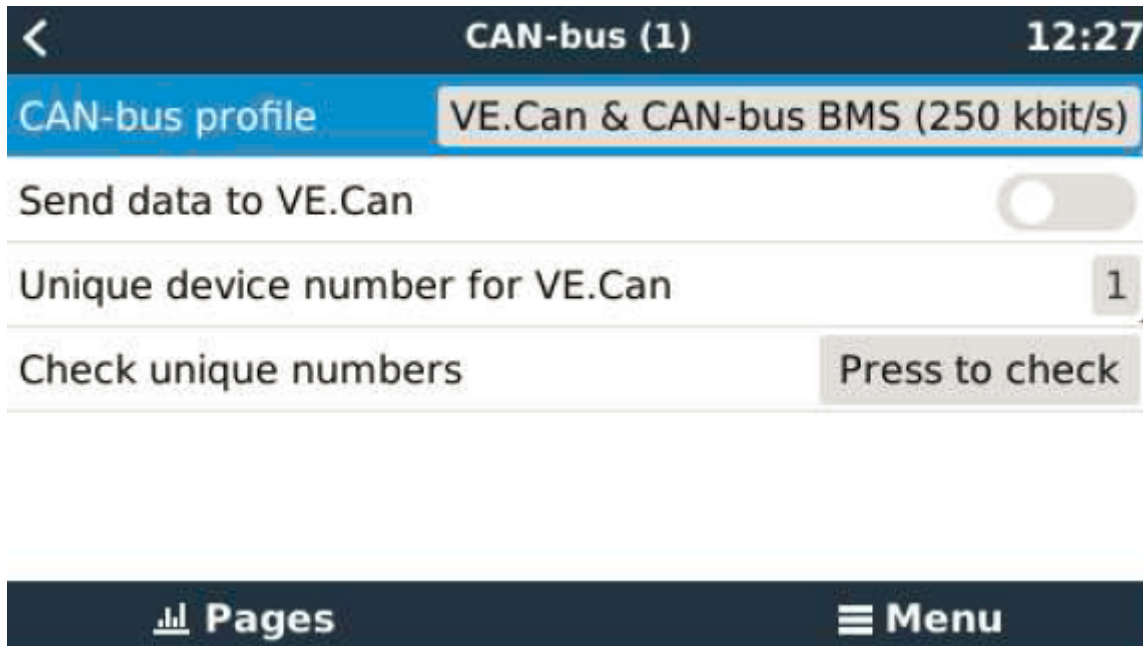 CAN-bus (1) 12:27
CAN-bus profile VE.Can & CAN-bus BMS (250 kbit/s)
Send data to VE.Can
Unique device number for VE.Can 1
Check unique numbers Press to check
Pages Menu